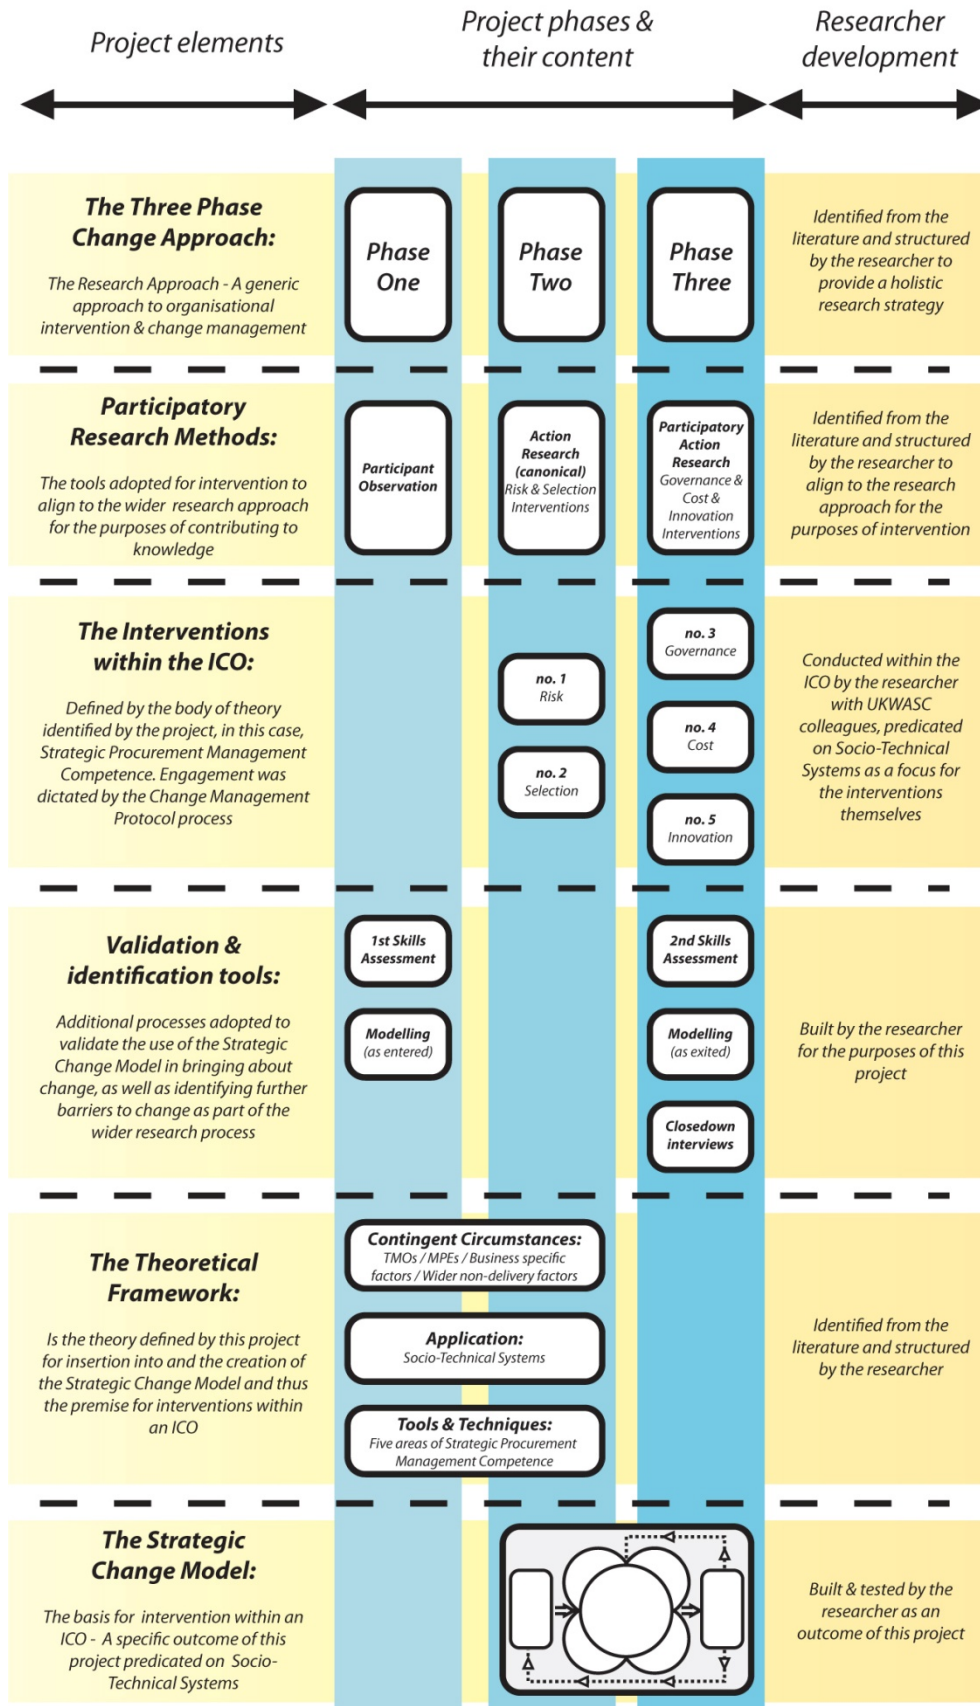 Project elements
Project phases &
their content
Researcher
development
The Three Phase
Change Approach:
The Research Approach - A generic
approach to organisational
intervention & change management
Phase
One
Phase
Two
Phase
Three
Identified from the
literature and structured
by the researcher to
provide a holistic
research strategy
Participatory
Research Methods:
The tools adopted for intervention to
align to the wider research approach
for the purposes of contributing to
knowledge
Participant
Observation
Action
Research
(canonical)
Risk & Selection
Interventions
Participatory
Action
Research
Governance &
Cost &
Innovation
Interventions
Identified from the
literature and structured
by the researcher to
align to the research
approach for the
purposes of intervention
The Interventions
within the ICO:
Defined by the body of theory
identified by the project, in this case,
Strategic Procurement Management
Competence. Engagement was
dictated by the Change Management
Protocol process
no. 1
Risk
no. 2
Selection
no. 3
Governance
no. 4
Cost
no. 5
Innovation
Conducted within the
ICO by the researcher
with UKWASC
colleagues, predicated
on Socio-Technical
Systems as a focus for
the interventions
themselves
Validation &
identification tools:
Additional processes adopted to
validate the use of the Strategic
Change Model in bringing about
change, as well as identifying further
barriers to change as part of the
wider research process
1st Skills
Assessment
Modelling
(as entered)
2nd Skills
Assessment
Modelling
(as exited)
Closedown
interviews
Built by the researcher
for the purposes of this
project
The Theoretical
Framework:
Is the theory defined by this project
for insertion into and the creation of
the Strategic Change Model and thus
the premise for interventions within
an ICO
Contingent Circumstances:
TMOs / MPEs / Business specific
factors / Wider non-delivery factors
Application:
Socio-Technical Systems
Tools & Techniques:
Five areas of Strategic Procurement
Management Competence
Identified from the
literature and structured
by the researcher
The Strategic
Change Model:
The basis for intervention within an
ICO - A specific outcome of this
project predicated on Socio-
Technical Systems
Built & tested by the
researcher as an
outcome of this project